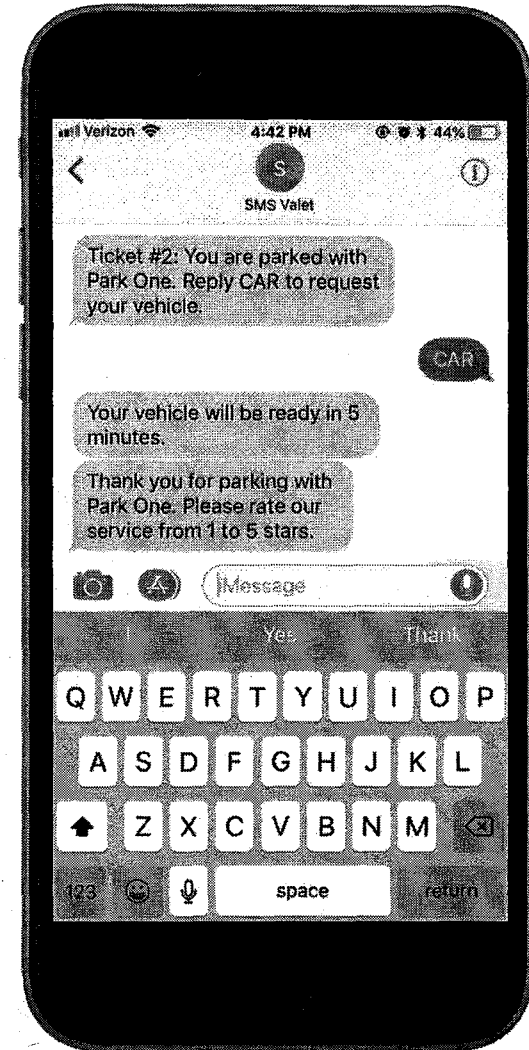 Verizon 4:42 PM 44%
S
SMS Valet
Ticket #2: You are parked with
Park One. Reply CAR to request
your vehicle.
CAR
Your vehicle will be ready in 5
minutes.
Thank you for parking with
Park One. Please rate our
service from 1 to 5 stars.
iMessage
I Yes Thank
Q W E R T Y U I O P
A S D F G H J K L
Z X C V B N M
123 space return